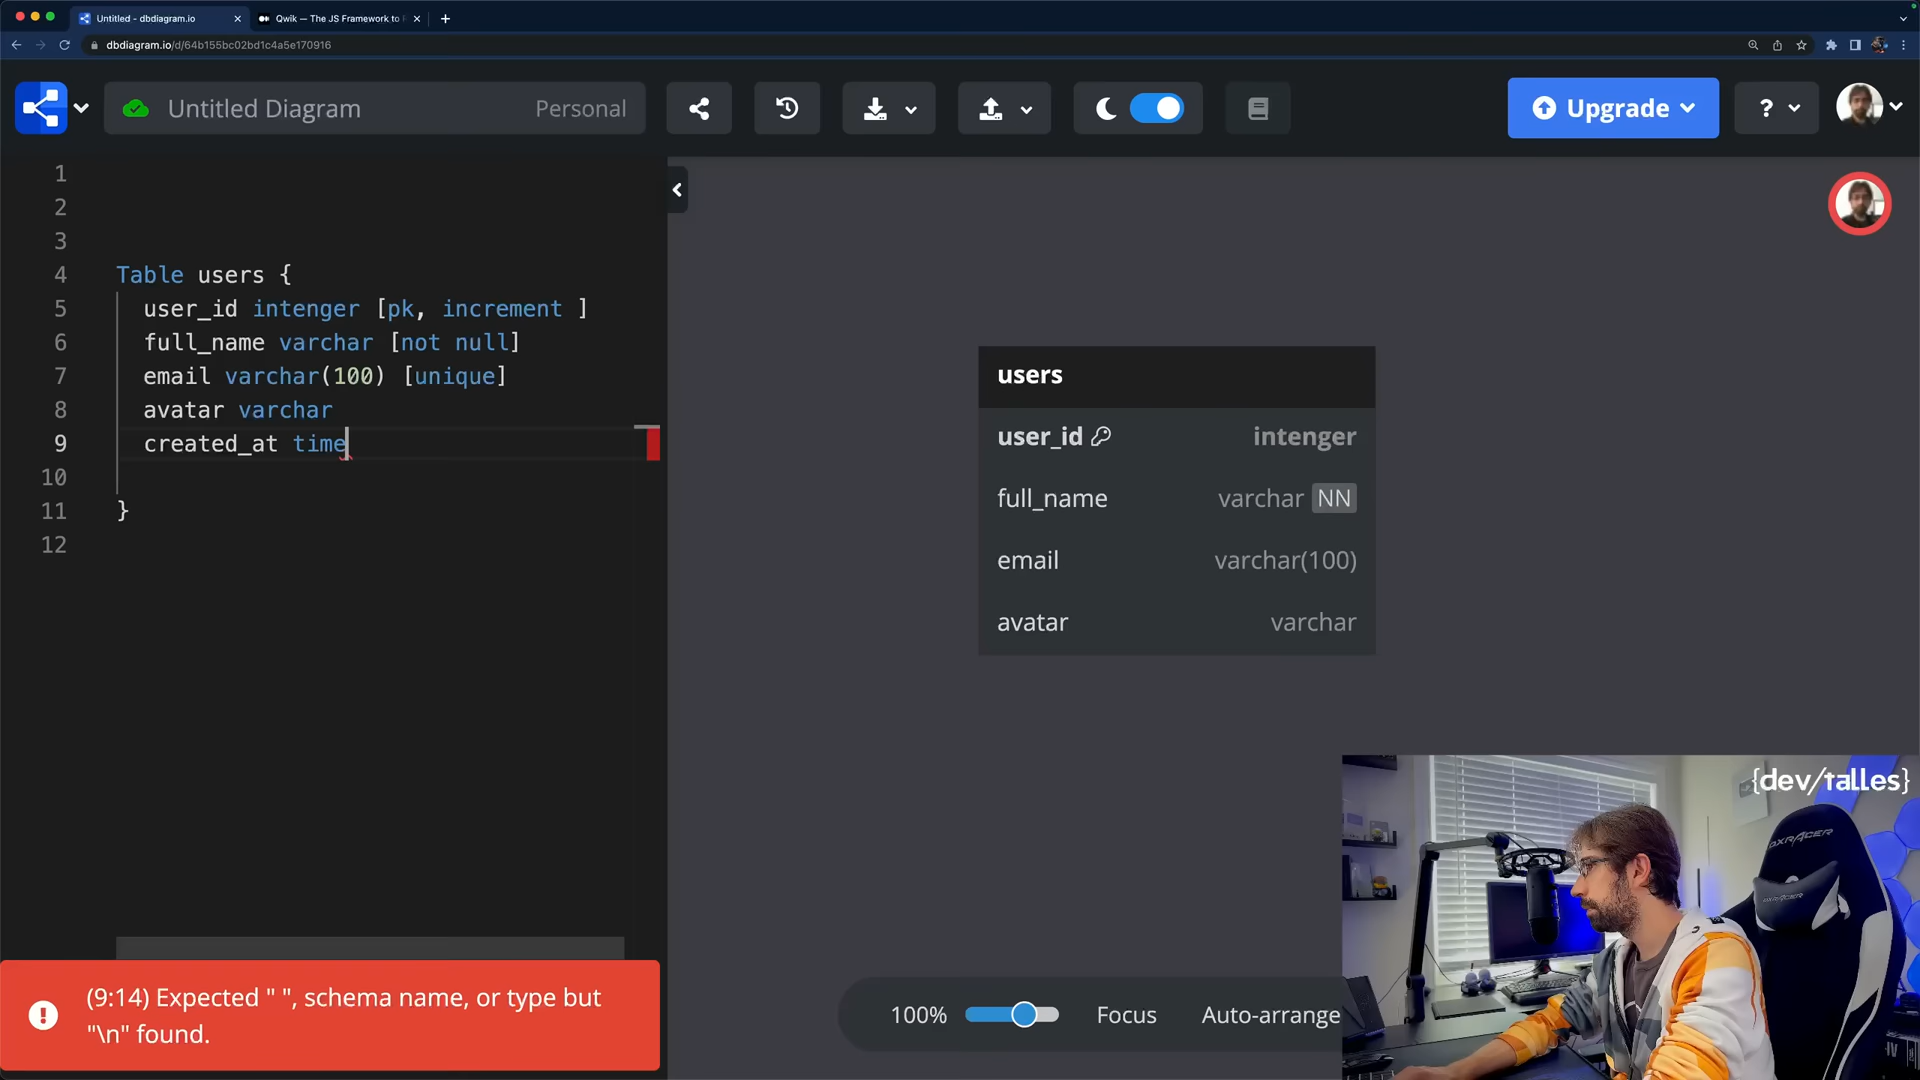 Untitled - dbdiagram.io
Qwik — The JS Framework to
dbdiagram.io/d/64b155bc02bd1c4a5e170916
Untitled Diagram
Personal
Upgrade
?
1
2
3
4 Table users {
5 user_id intenger [pk, increment ]
6 full_name varchar [not null]
7 email varchar(100) [unique]
8 avatar varchar
9 created_at time
10
11 }
12
users
user_id intenger
full_name varchar NN
email varchar(100)
avatar varchar
(9:14) Expected " ", schema name, or type but
"\n" found.
100%
Focus
Auto-arrange
{dev/talles}